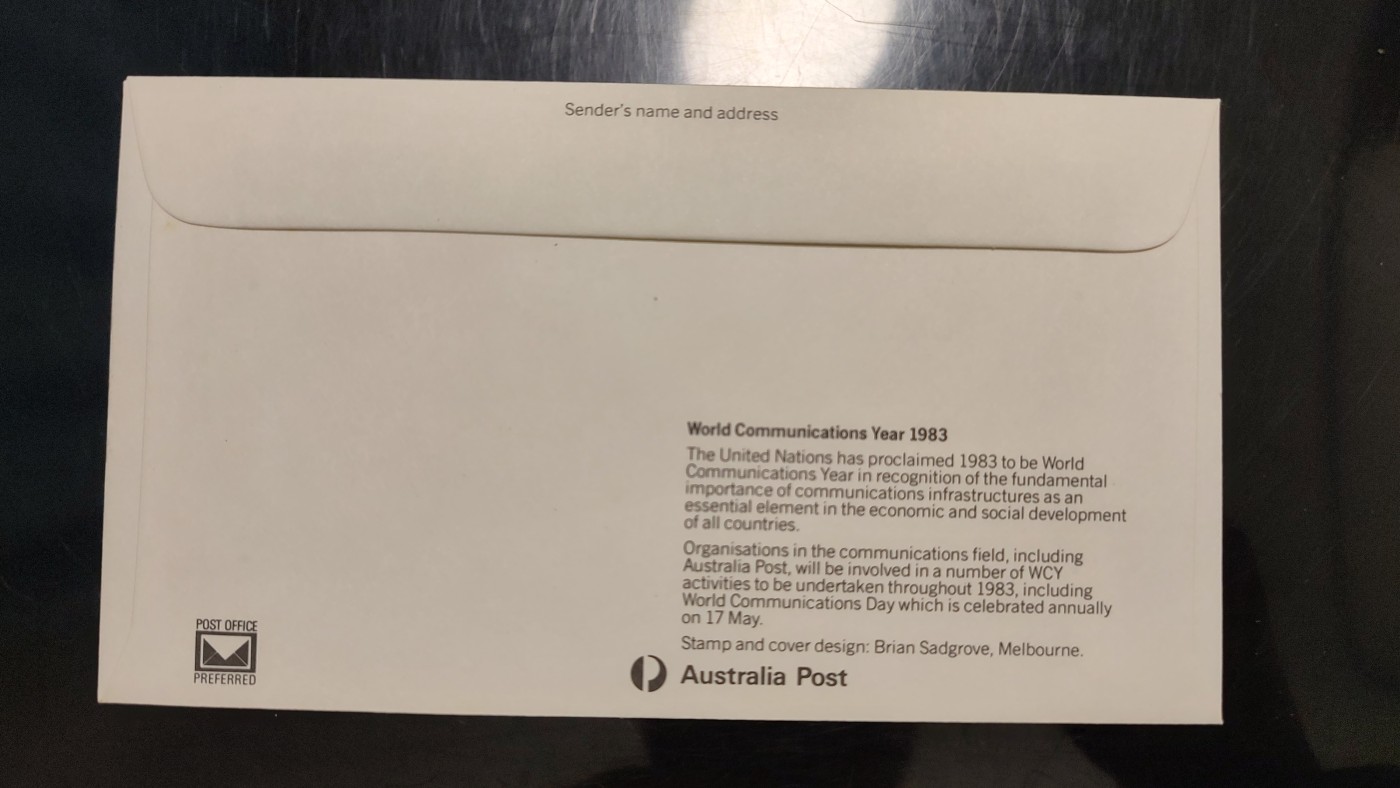 Sender's name and address
World Communications Year 1983
The United Nations has proclaimed 1983 to be World
Communications Year in recognition of the fundamental
importance of communications infrastructures as an
essential element in the economic and social development
of all countries.
Organisations in the communications field, including
Australia Post, will be involved in a number of WCY
activities to be undertaken throughout 1983, including
World Communications Day which is celebrated annually
on 17 May.
Stamp and cover design: Brian Sadgrove, Melbourne.
Australia Post
POST OFFICE
PREFERRED